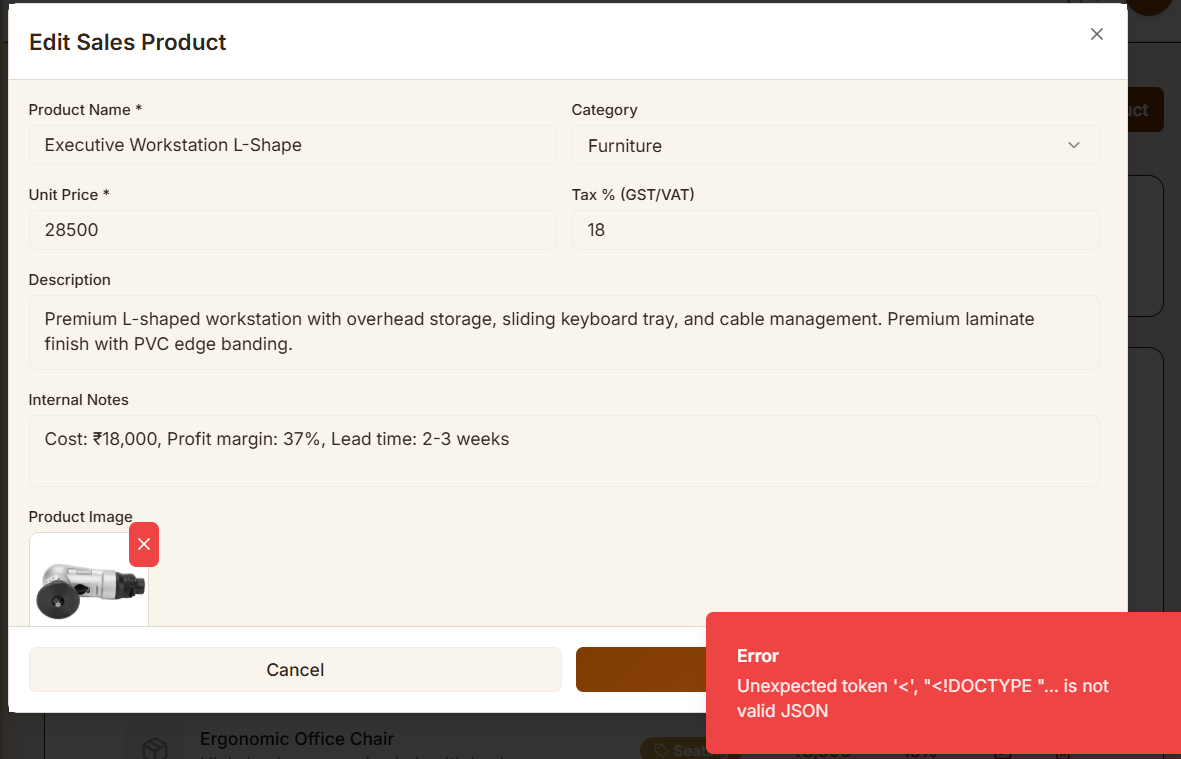 Edit Sales Product
Product Name *
Category
Executive Workstation L-Shape
Furniture
Unit Price *
Tax % (GST/VAT)
28500
18
Description
Premium L-shaped workstation with overhead storage, sliding keyboard tray, and cable management. Premium laminate
finish with PVC edge banding.
Internal Notes
Cost: ₹18,000, Profit margin: 37%, Lead time: 2-3 weeks
Product Image
Cancel
Error
Unexpected token '<', "<!DOCTYPE "... is not
valid JSON
Ergonomic Office Chair